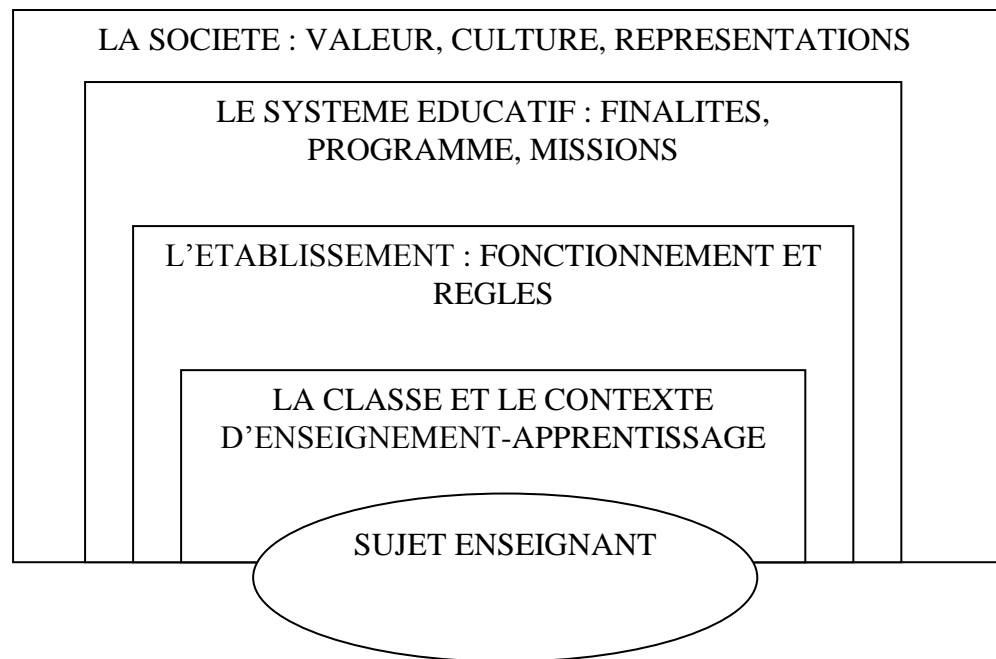 LA SOCIETE : VALEUR, CULTURE, REPRESENTATIONS
LE SYSTEME EDUCATIF : FINALITES,
PROGRAMME, MISSIONS
L’ETABLISSEMENT : FONCTIONNEMENT ET
REGLES
LA CLASSE ET LE CONTEXTE
D’ENSEIGNEMENT-APPRENTISSAGE
SUJET ENSEIGNANT